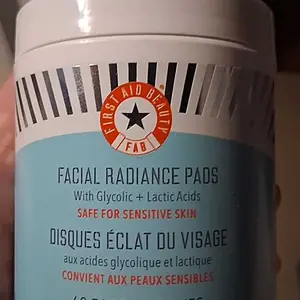 FIRST AID BEAUTY
FAB
FACIAL RADIANCE PADS
With Glycolic + Lactic Acids
SAFE FOR SENSITIVE SKIN
DISQUES ÉCLAT DU VISAGE
aux acides glycolique et lactique
CONVIENT AUX PEAUX SENSIBLES